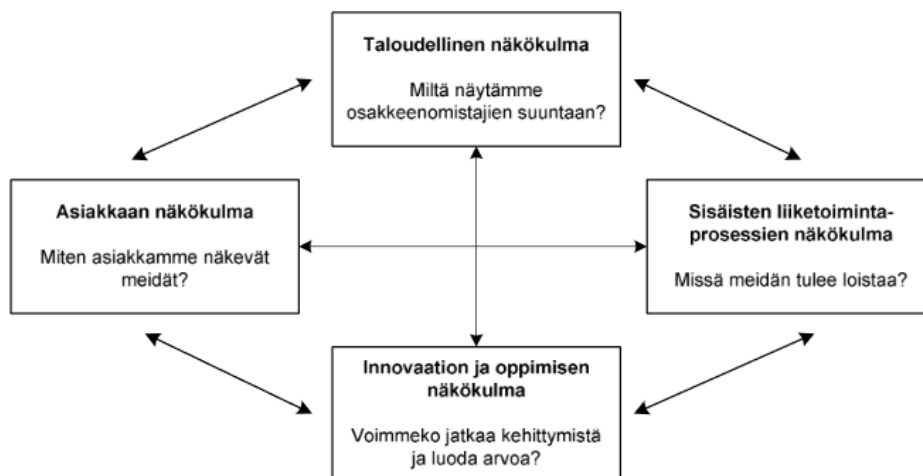 Taloudellinen näkökulma
Miltä näytämme
osakkeenomistajien suuntaan?
Asiakkaan näkökulma
Miten asiakkamme näkevät
meidät?
Sisäisten liiketoiminta-
prosessien näkökulma
Missä meidän tulee loistaa?
Innovaation ja oppimisen
näkökulma
Voimmeko jatkaa kehittymistä
ja luoda arvoa?